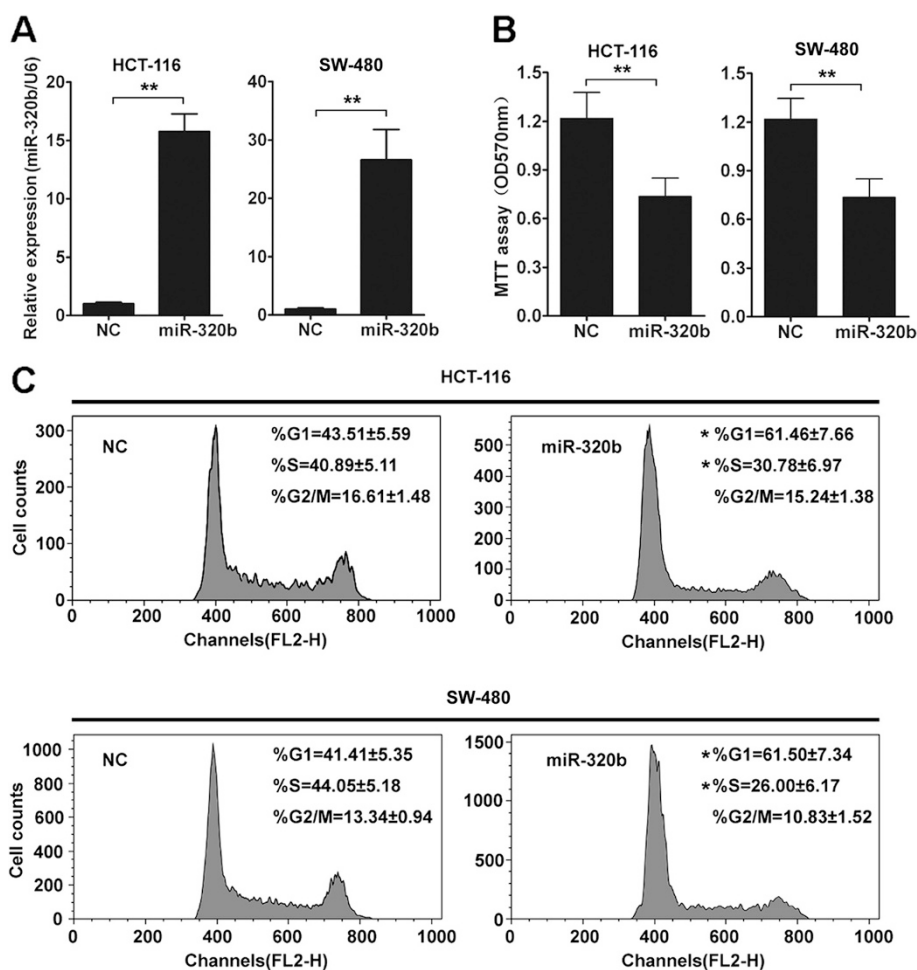 A
HCT-116
SW-480
Relative expression (miR-320b/U6)
20
15
10
5
0
**
NC
miR-320b
40
30
20
10
0
**
NC
miR-320b
B
HCT-116
SW-480
MTT assay（OD570nm）
1.5
1.2
0.9
0.6
0.3
0.0
**
NC
miR-320b
1.5
1.2
0.9
0.6
0.3
0.0
**
NC
miR-320b
C
HCT-116
Cell counts
300
200
100
0
NC
%G1=43.51±5.59
%S=40.89±5.11
%G2/M=16.61±1.48
0 200 400 600 800 1000
Channels(FL2-H)
500
400
300
200
100
0
miR-320b
* %G1=61.46±7.66
* %S=30.78±6.97
%G2/M=15.24±1.38
0 200 400 600 800 1000
Channels(FL2-H)
SW-480
Cell counts
1000
800
600
400
200
0
NC
%G1=41.41±5.35
%S=44.05±5.18
%G2/M=13.34±0.94
0 200 400 600 800 1000
Channels(FL2-H)
1500
1000
500
0
miR-320b
*%G1=61.50±7.34
*%S=26.00±6.17
%G2/M=10.83±1.52
0 200 400 600 800 1000
Channels(FL2-H)